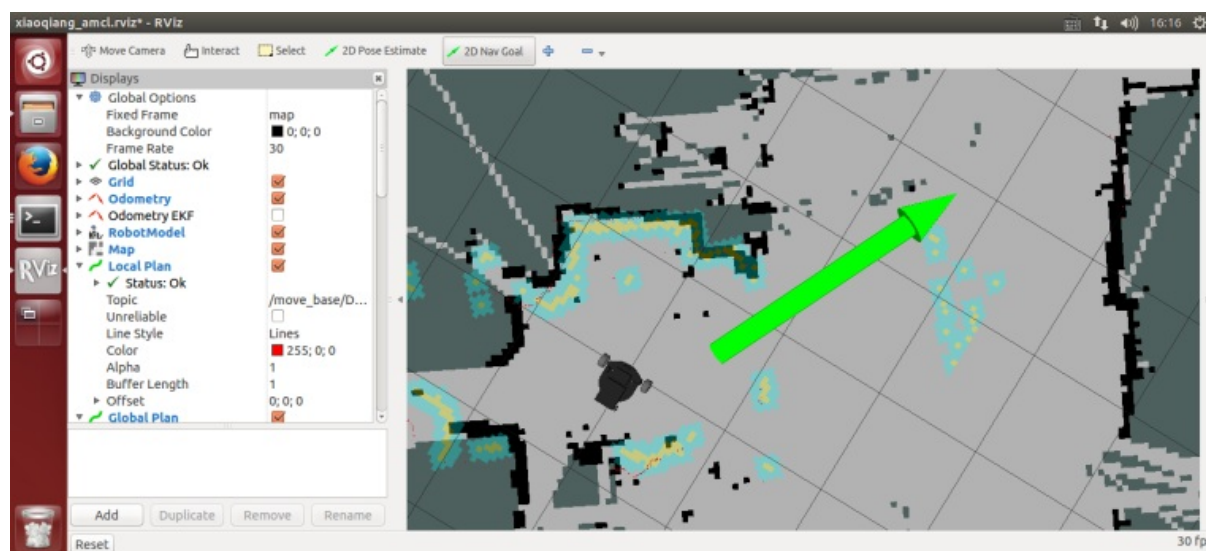 xiaoqiang_amcl.rviz* - RViz
16:16
Move Camera Interact Select 2D Pose Estimate 2D Nav Goal
Displays
Global Options
Fixed Frame map
Background Color 0; 0; 0
Frame Rate 30
Global Status: Ok
Grid
Odometry
Odometry EKF
RobotModel
Map
Local Plan
Status: Ok
Topic /move_base/D...
Unreliable
Line Style Lines
Color 255; 0; 0
Alpha 1
Buffer Length 1
Offset 0; 0; 0
Global Plan
RViz
Add Duplicate Remove Rename
Reset
30 fp